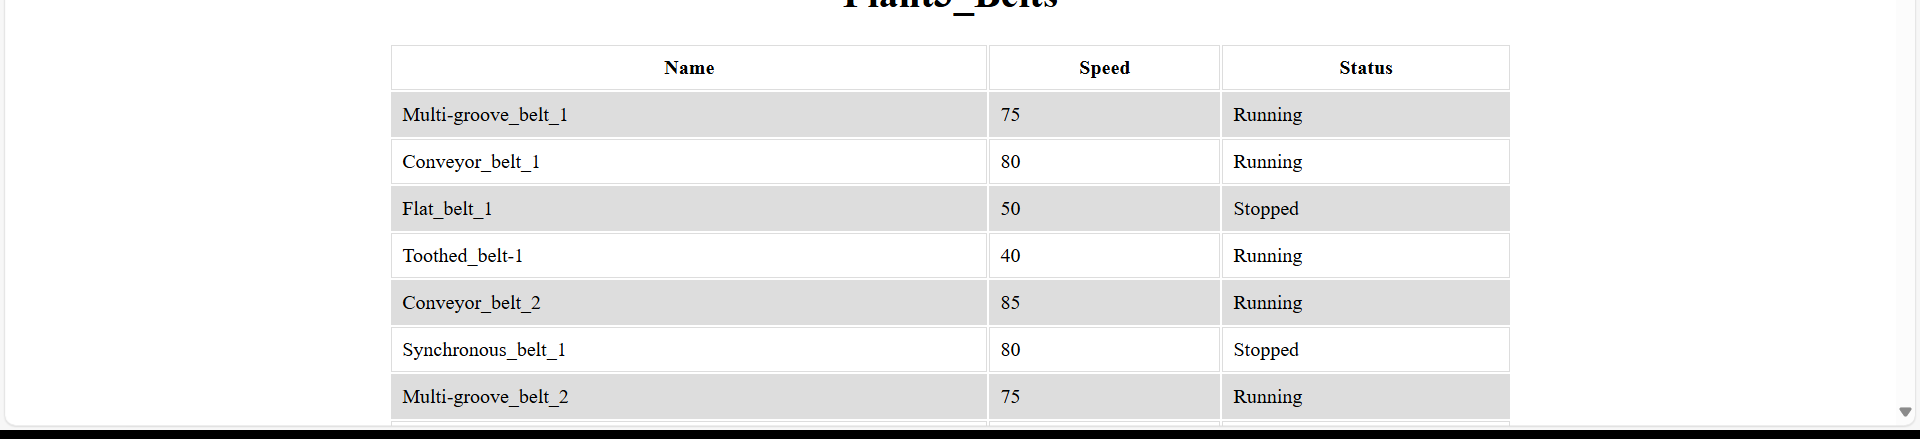 Name Speed Status
Multi-groove_belt_1 75 Running
Conveyor_belt_1 80 Running
Flat_belt_1 50 Stopped
Toothed_belt-1 40 Running
Conveyor_belt_2 85 Running
Synchronous_belt_1 80 Stopped
Multi-groove_belt_2 75 Running